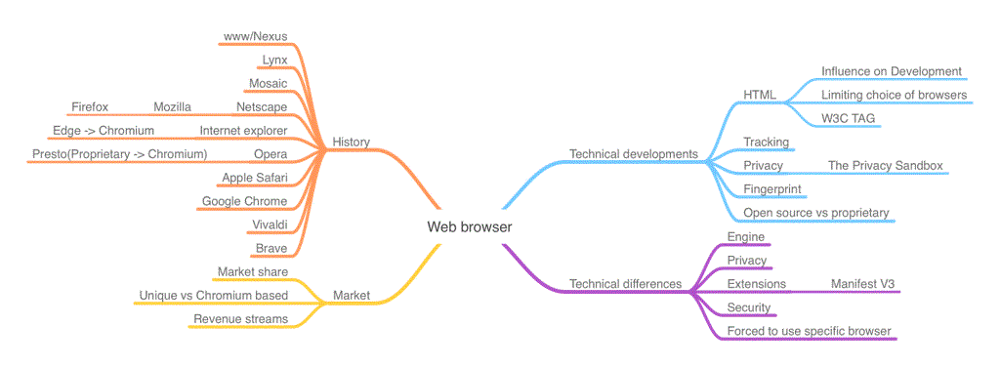 Web browser
History
www/Nexus
Lynx
Mosaic
Netscape
Mozilla
Firefox
Internet explorer
Edge -> Chromium
Opera
Presto(Proprietary -> Chromium)
Apple Safari
Google Chrome
Vivaldi
Brave
Market
Market share
Unique vs Chromium based
Revenue streams
Technical developments
HTML
Influence on Development
Limiting choice of browsers
W3C TAG
Tracking
Privacy
The Privacy Sandbox
Fingerprint
Open source vs proprietary
Technical differences
Engine
Privacy
Extensions
Manifest V3
Security
Forced to use specific browser